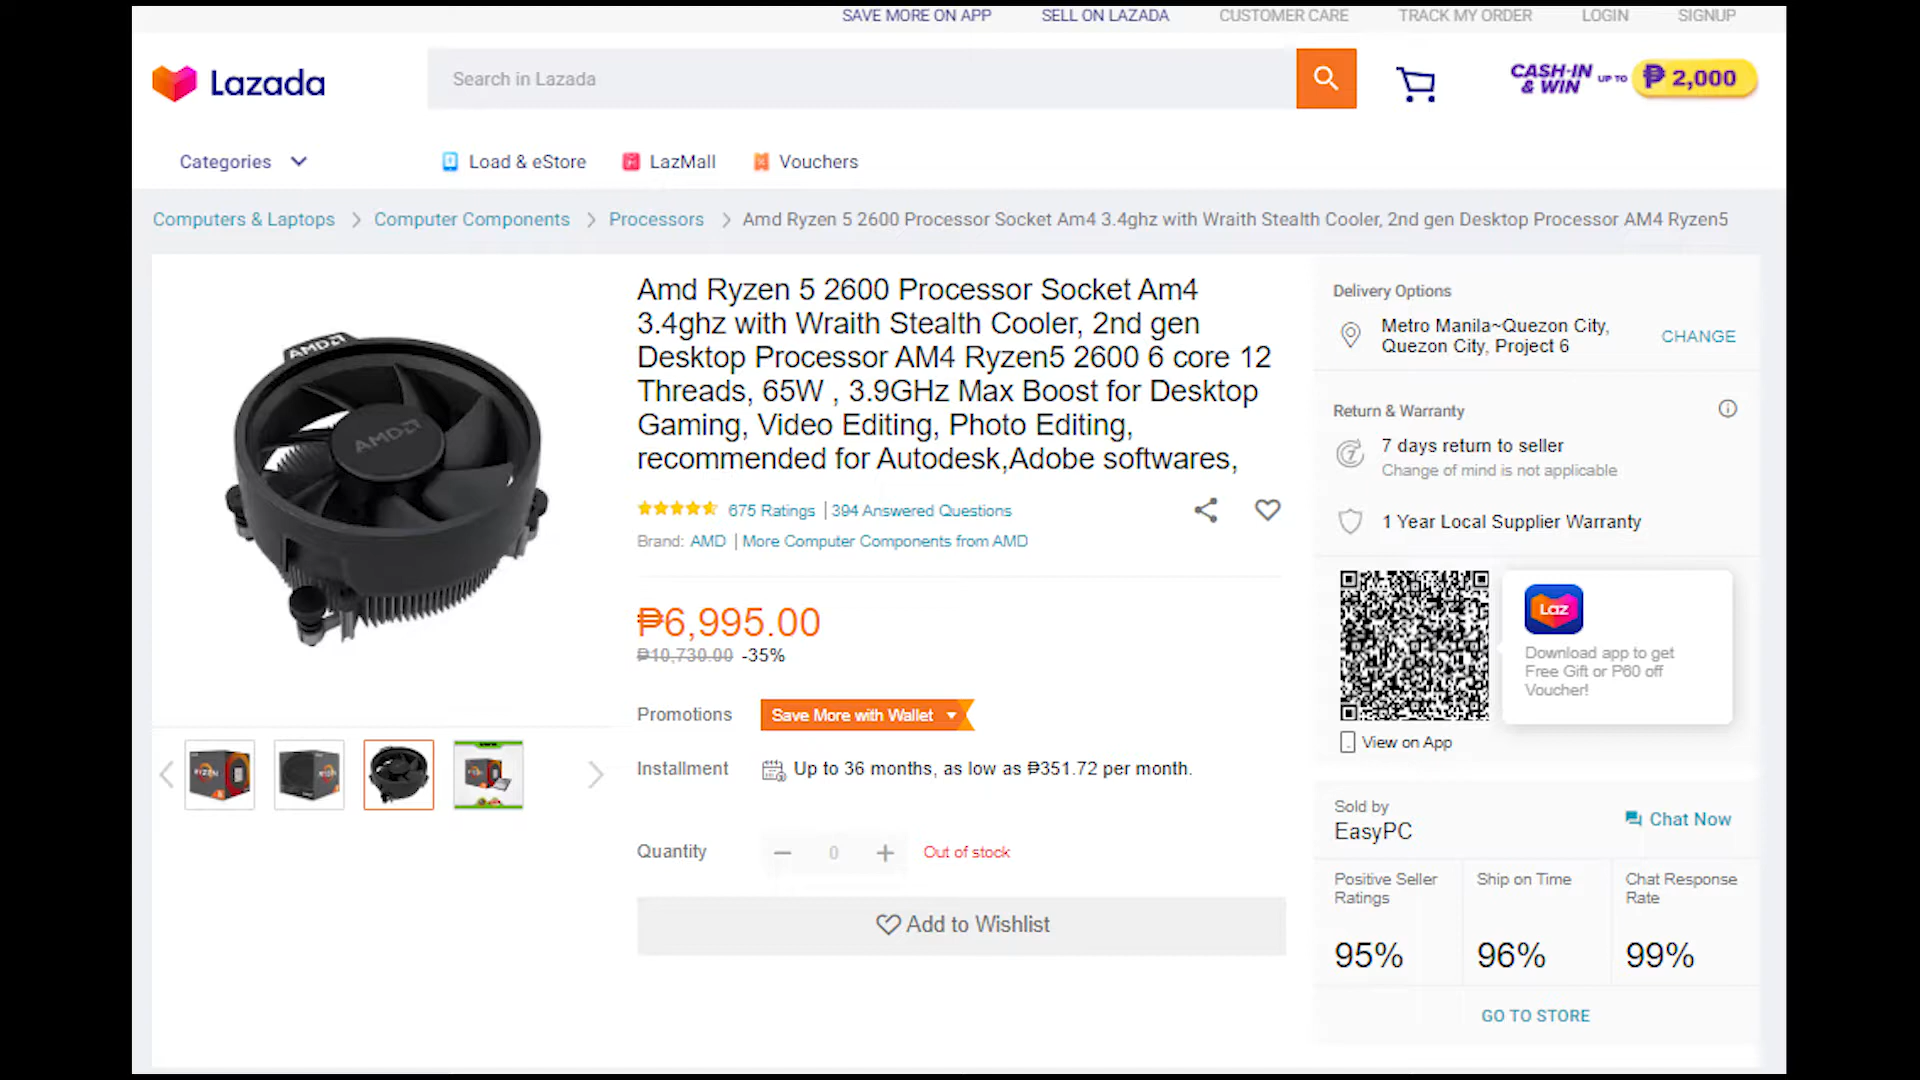 SAVE MORE ON APP SELL ON LAZADA CUSTOMER CARE TRACK MY ORDER LOGIN SIGNUP
Lazada
Search in Lazada
CASH-IN & WIN UP TO ₱ 2,000
Categories
Load & eStore LazMall Vouchers
Computers & Laptops > Computer Components > Processors > Amd Ryzen 5 2600 Processor Socket Am4 3.4ghz with Wraith Stealth Cooler, 2nd gen Desktop Processor AM4 Ryzen5
AMD
AMD
Amd Ryzen 5 2600 Processor Socket Am4
3.4ghz with Wraith Stealth Cooler, 2nd gen
Desktop Processor AM4 Ryzen5 2600 6 core 12
Threads, 65W , 3.9GHz Max Boost for Desktop
Gaming, Video Editing, Photo Editing,
recommended for Autodesk,Adobe softwares,
675 Ratings | 394 Answered Questions
Brand: AMD | More Computer Components from AMD
₱6,995.00
₱10,730.00 -35%
Promotions Save More with Wallet
Installment Up to 36 months, as low as ₱351.72 per month.
Quantity 0 Out of stock
Add to Wishlist
Delivery Options
Metro Manila~Quezon City,
Quezon City, Project 6
CHANGE
Return & Warranty
7 days return to seller
Change of mind is not applicable
1 Year Local Supplier Warranty
Laz
Download app to get
Free Gift or P60 off
Voucher!
View on App
Sold by
EasyPC
Chat Now
Positive Seller Ratings
95%
Ship on Time
96%
Chat Response Rate
99%
GO TO STORE